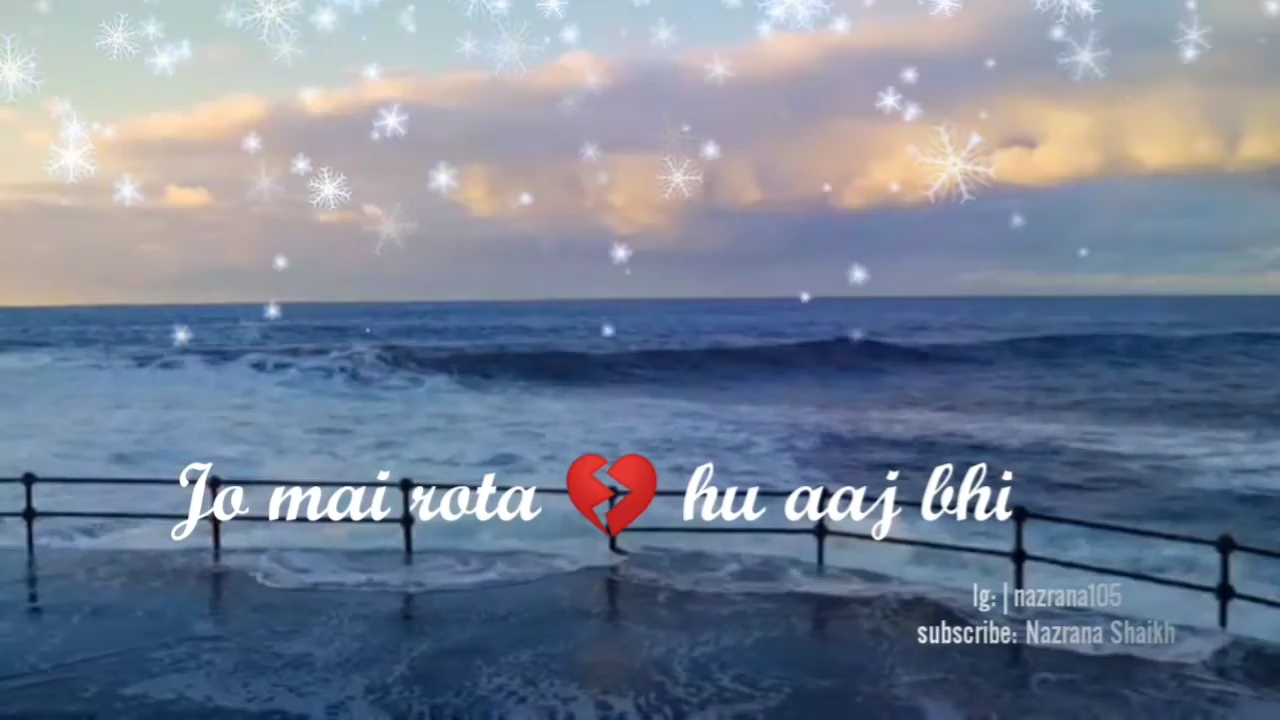 Jo mai rota 💔 hu aaj bhi
Ig: | nazrana105
subscribe: Nazrana Shaikh